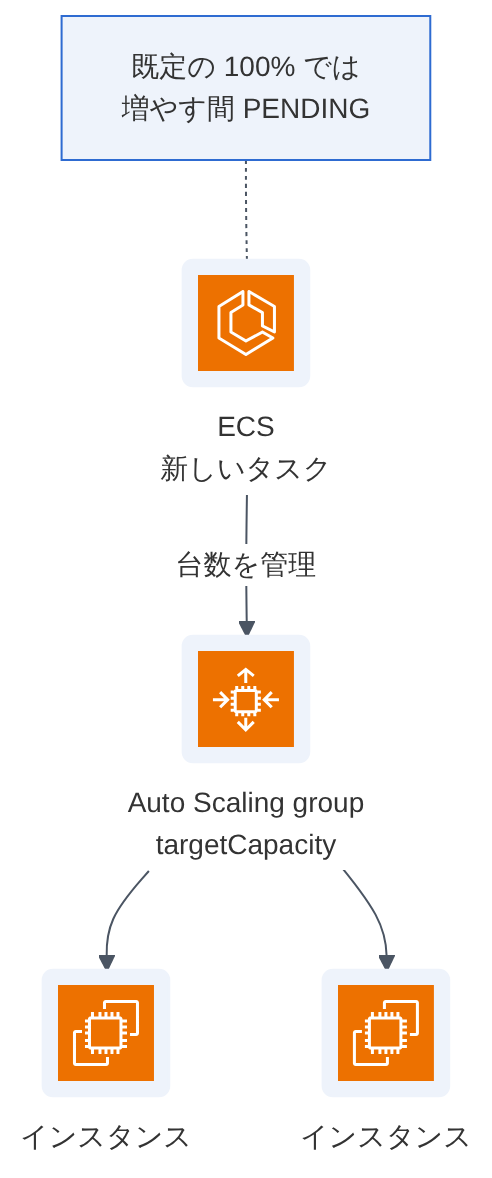 既定の 100% では
増やす間 PENDING
ECS
新しいタスク
台数を管理
Auto Scaling group
targetCapacity
インスタンス
インスタンス